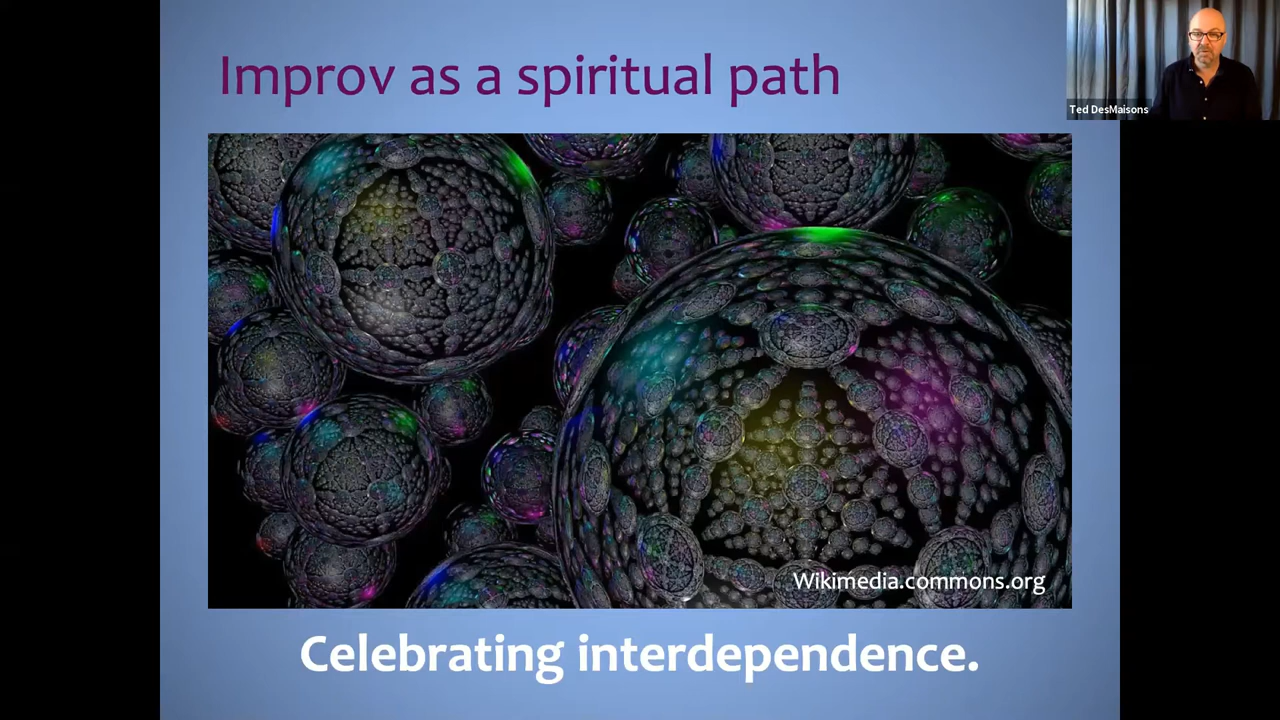 Improv as a spiritual path
Ted DesMaisons
Wikimedia.commons.org
Celebrating interdependence.